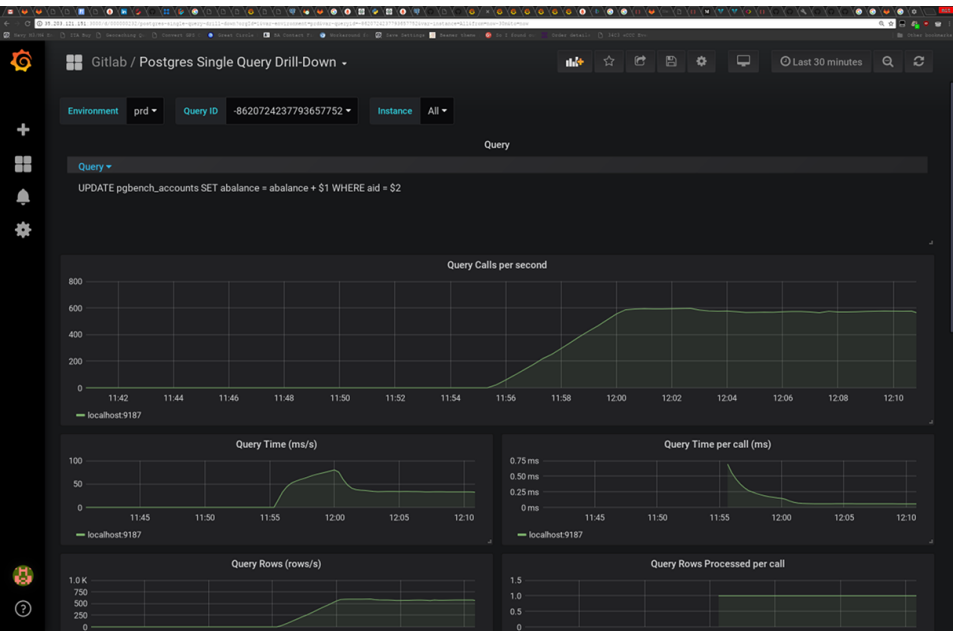 Gitlab / Postgres Single Query Drill-Down
Last 30 minutes
Environment prd Query ID -8620724237793657752 Instance All
Query
Query
UPDATE pgbench_accounts SET abalance = abalance + $1 WHERE aid = $2
Query Calls per second
800
600
400
200
0
11:42 11:44 11:46 11:48 11:50 11:52 11:54 11:56 11:58 12:00 12:02 12:04 12:06 12:08 12:10
localhost:9187
Query Time (ms/s)
100
50
0
11:45 11:50 11:55 12:00 12:05 12:10
localhost:9187
Query Time per call (ms)
0.75 ms
0.50 ms
0.25 ms
0 ms
11:45 11:50 11:55 12:00 12:05 12:10
localhost:9187
Query Rows (rows/s)
1.0 K
750
500
250
0
Query Rows Processed per call
1.5
1.0
0.5
0